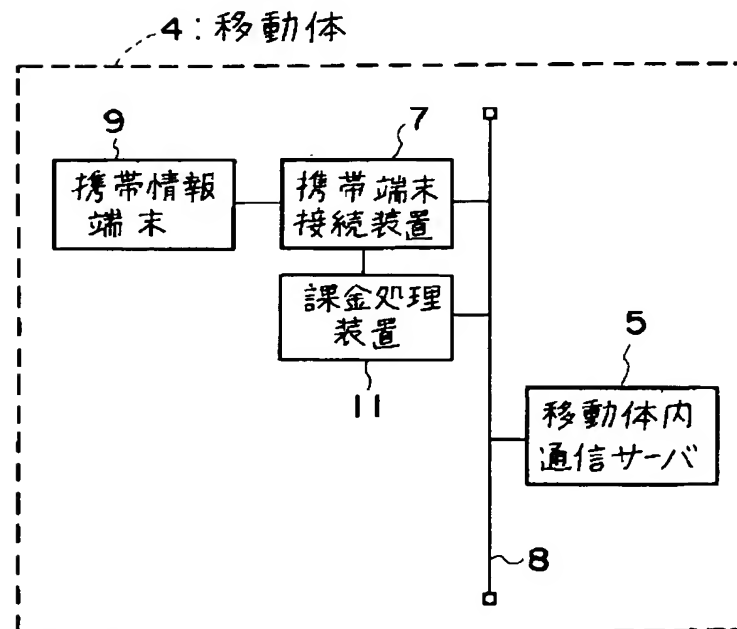 4:移動体
9
7
携帯情報
端末
携帯端末
接続装置
課金処理
装置
11
5
移動体内
通信サーバ
8